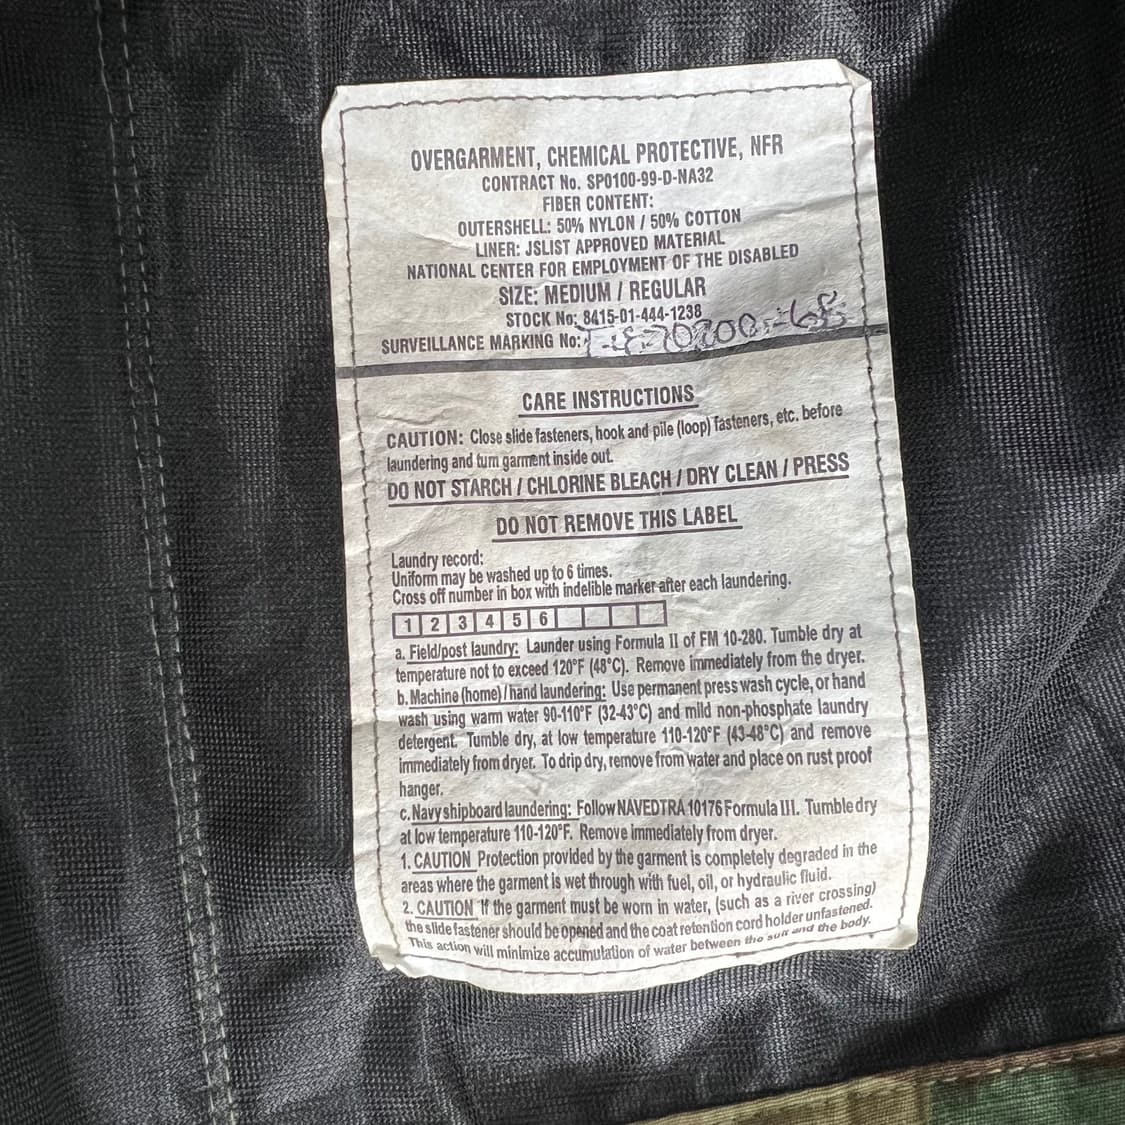 OVERGARMENT, CHEMICAL PROTECTIVE, NFR
CONTRACT No. SP0100-99-D-NA32
FIBER CONTENT:
OUTERSHELL: 50% NYLON / 50% COTTON
LINER: JSLIST APPROVED MATERIAL
NATIONAL CENTER FOR EMPLOYMENT OF THE DISABLED
SIZE: MEDIUM / REGULAR
STOCK No: 8415-01-444-1238
SURVEILLANCE MARKING No:
CARE INSTRUCTIONS
CAUTION: Close slide fasteners, hook and pile (loop) fasteners, etc. before
laundering and turn garment inside out.
DO NOT STARCH / CHLORINE BLEACH / DRY CLEAN / PRESS
DO NOT REMOVE THIS LABEL
Laundry record:
Uniform may be washed up to 6 times.
Cross off number in box with indelible marker after each laundering.
1 2 3 4 5 6
a. Field/post laundry: Launder using Formula II of FM 10-280. Tumble dry at
temperature not to exceed 120°F (48°C). Remove immediately from the dryer.
b. Machine (home) / hand laundering: Use permanent press wash cycle, or hand
wash using warm water 90-110°F (32-43°C) and mild non-phosphate laundry
detergent. Tumble dry, at low temperature 110-120°F (43-48°C) and remove
immediately from dryer. To drip dry, remove from water and place on rust proof
hanger.
c. Navy shipboard laundering: Follow NAVEDTRA 10176 Formula III. Tumble dry
at low temperature 110-120°F. Remove immediately from dryer.
1. CAUTION Protection provided by the garment is completely degraded in the
areas where the garment is wet through with fuel, oil, or hydraulic fluid.
2. CAUTION If the garment must be worn in water, (such as a river crossing)
the slide fastener should be opened and the coat retention cord holder unfastened.
This action will minimize accumulation of water between the suit and the body.